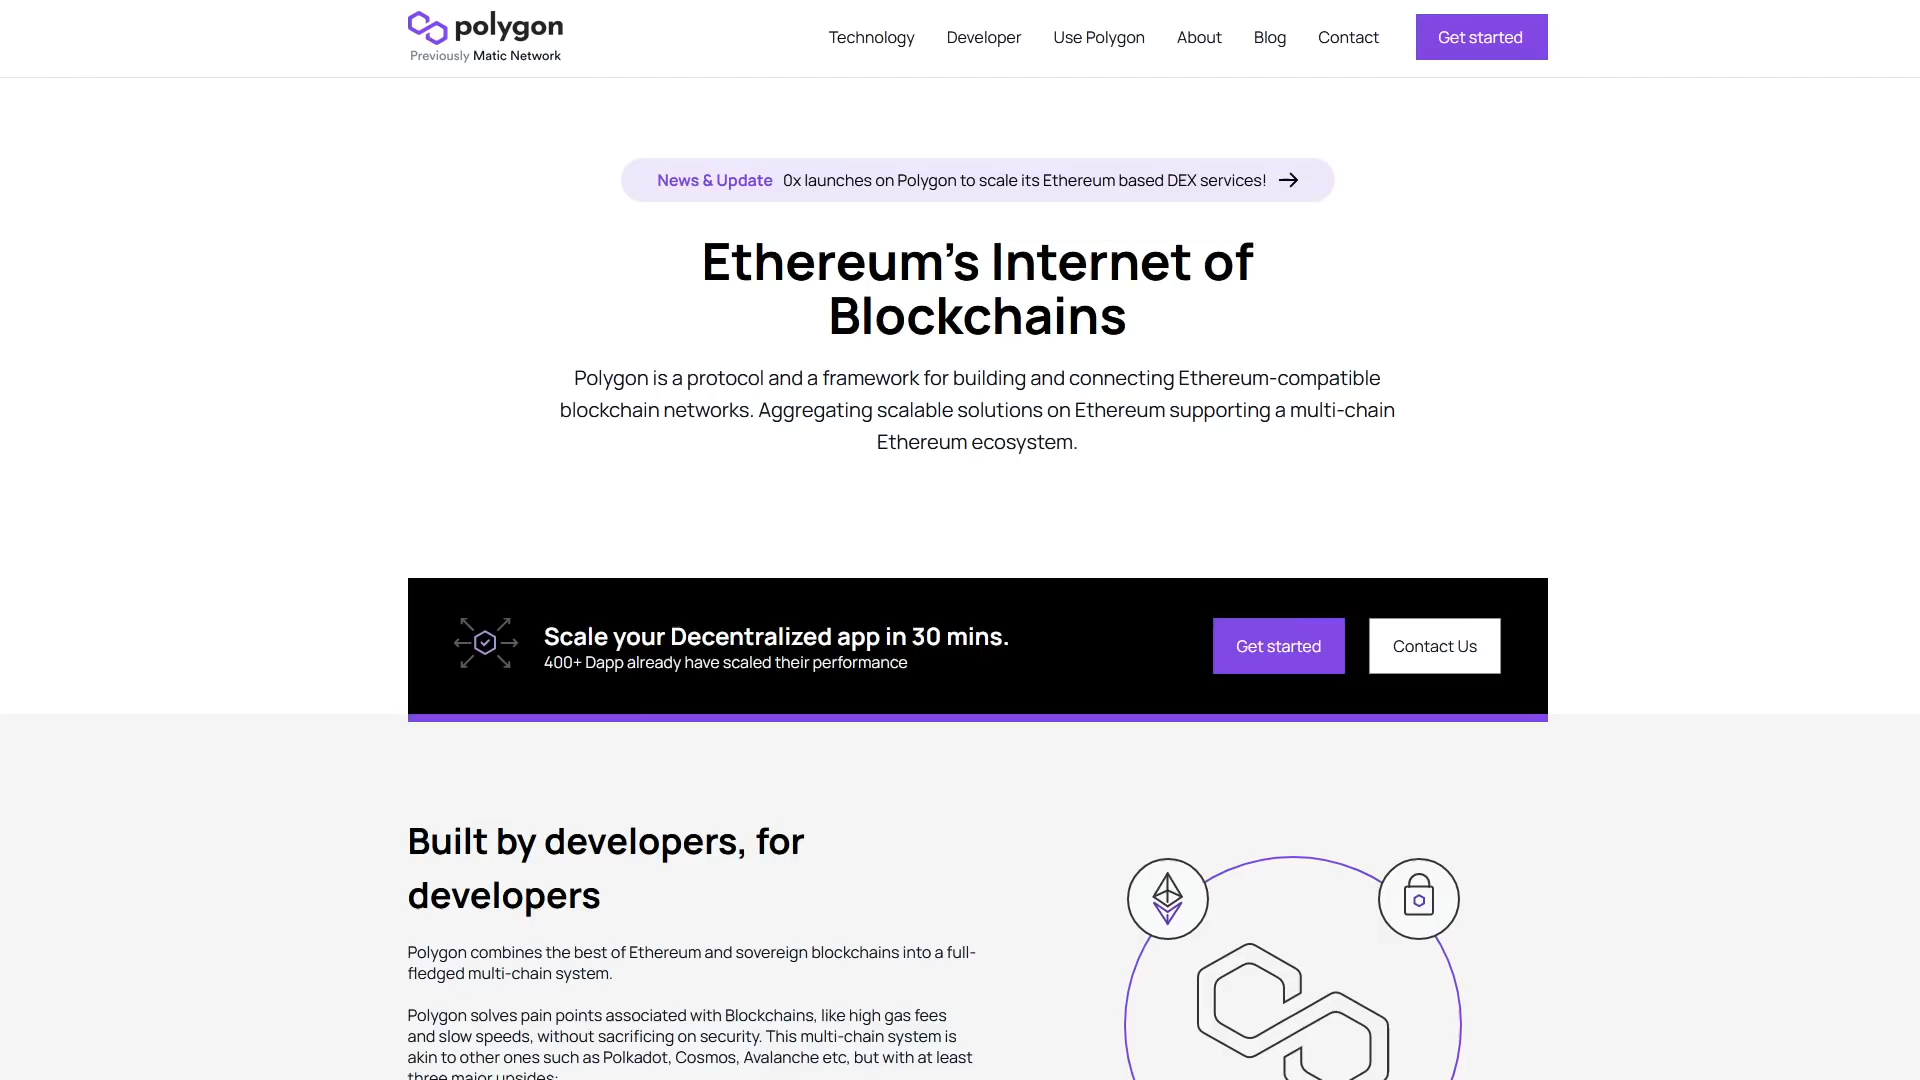 polygon
Previously Matic Network
Technology Developer Use Polygon About Blog Contact Get started
News & Update 0x launches on Polygon to scale its Ethereum based DEX services!
Ethereum's Internet of
Blockchains
Polygon is a protocol and a framework for building and connecting Ethereum-compatible
blockchain networks. Aggregating scalable solutions on Ethereum supporting a multi-chain
Ethereum ecosystem.
Scale your Decentralized app in 30 mins.
400+ Dapp already have scaled their performance
Get started Contact Us
Built by developers, for
developers
Polygon combines the best of Ethereum and sovereign blockchains into a full-
fledged multi-chain system.
Polygon solves pain points associated with Blockchains, like high gas fees
and slow speeds, without sacrificing on security. This multi-chain system is
akin to other ones such as Polkadot, Cosmos, Avalanche etc, but with at least
three major upsides: